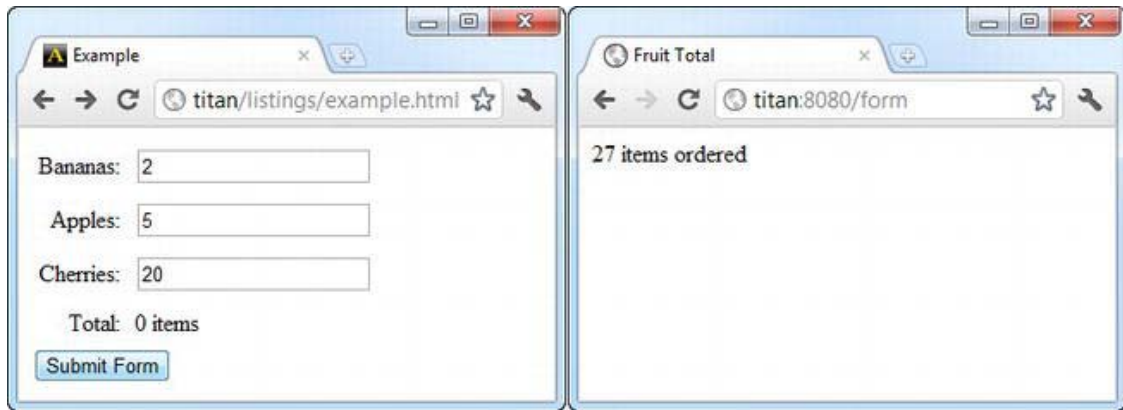 Example
titan/listings/example.html
Bananas: 2
Apples: 5
Cherries: 20
Total: 0 items
Submit Form
Fruit Total
titan:8080/form
27 items ordered